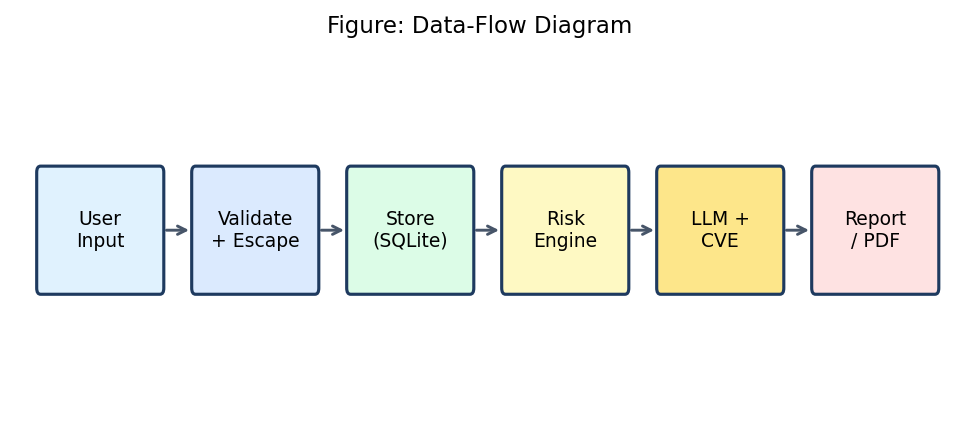 Figure: Data-Flow Diagram
User
Input
Validate
+ Escape
Store
(SQLite)
Risk
Engine
LLM +
CVE
Report
/ PDF